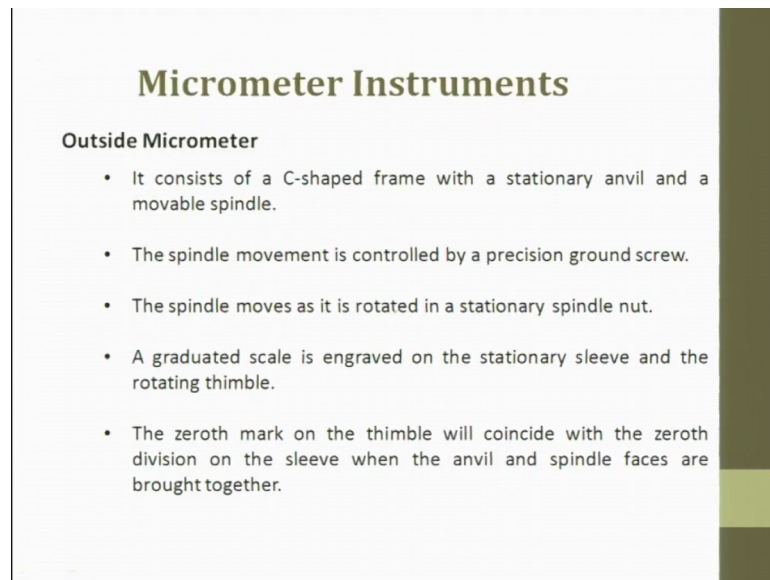 Micrometer Instruments
Outside Micrometer
• It consists of a C-shaped frame with a stationary anvil and a
movable spindle.
• The spindle movement is controlled by a precision ground screw.
• The spindle moves as it is rotated in a stationary spindle nut.
• A graduated scale is engraved on the stationary sleeve and the
rotating thimble.
• The zeroth mark on the thimble will coincide with the zeroth
division on the sleeve when the anvil and spindle faces are
brought together.